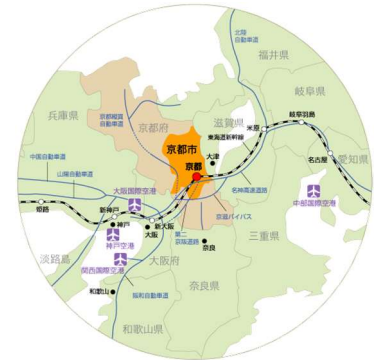 北陸
自動車道
福井県
岐阜県
兵庫県
京都縦貫
自動車道
京都府
滋賀県
米原
岐阜羽島
東海道新幹線
京都市
大津
京都
名古屋
愛知県
中国自動車道
山陽自動車道
大阪国際空港
名神高速道路
中部国際空港
姫路
新神戸
神戸
新大阪
大阪
第二
京阪道路
京滋バイパス
奈良
三重県
神戸空港
淡路島
関西国際空港
大阪府
和歌山
阪和自動車道
奈良県
和歌山県